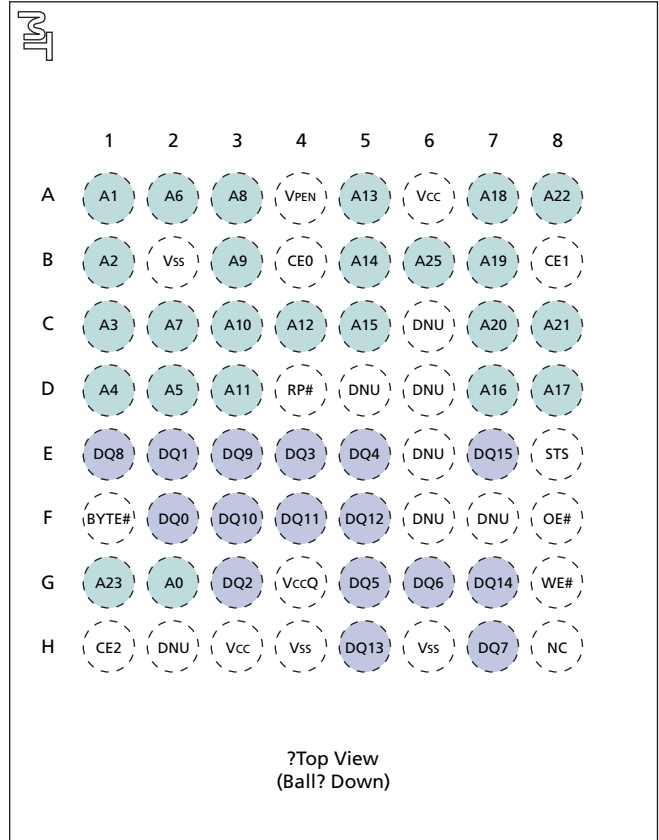 1 2 3 4 5 6 7 8
A A1 A6 A8 VPEN A13 VCC A18 A22
B A2 VSS A9 CE0 A14 A25 A19 CE1
C A3 A7 A10 A12 A15 DNU A20 A21
D A4 A5 A11 RP# DNU DNU A16 A17
E DQ8 DQ1 DQ9 DQ3 DQ4 DNU DQ15 STS
F BYTE# DQ0 DQ10 DQ11 DQ12 DNU DNU OE#
G A23 A0 DQ2 VCCQ DQ5 DQ6 DQ14 WE#
H CE2 DNU VCC VSS DQ13 VSS DQ7 NC
?Top View
(Ball? Down)